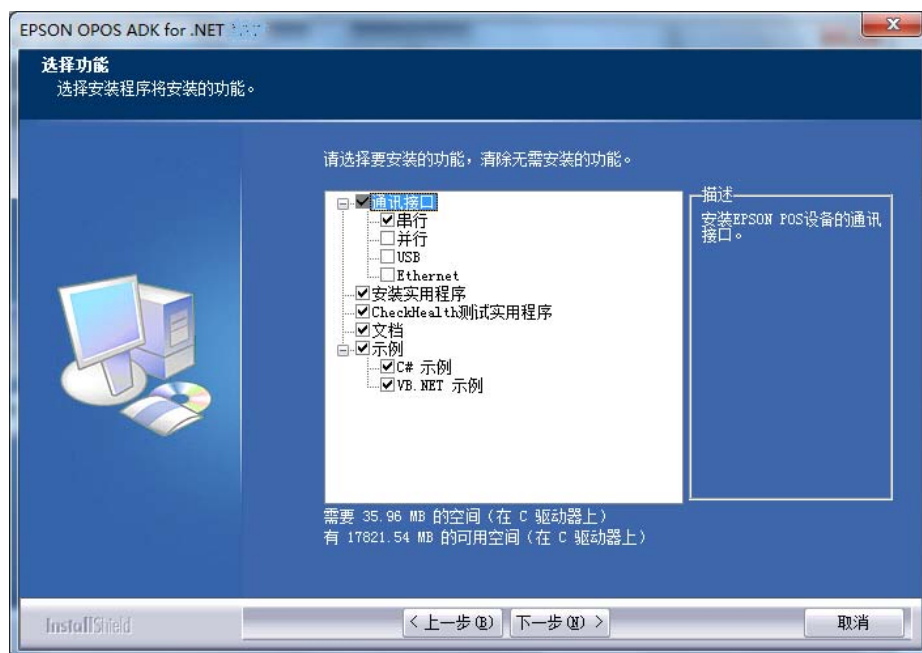 EPSON OPOS ADK for .NET
选择功能
选择安装程序将安装的功能。
请选择要安装的功能，清除无需安装的功能。
通讯接口
串行
并行
USB
Ethernet
安装实用程序
CheckHealth测试实用程序
文档
示例
C# 示例
VB.NET 示例
描述
安装EPSON POS设备的通讯
接口。
需要 35.96 MB 的空间（在 C 驱动器上）
有 17821.54 MB 的可用空间（在 C 驱动器上）
InstallShield
< 上一步(B)
下一步(N) >
取消